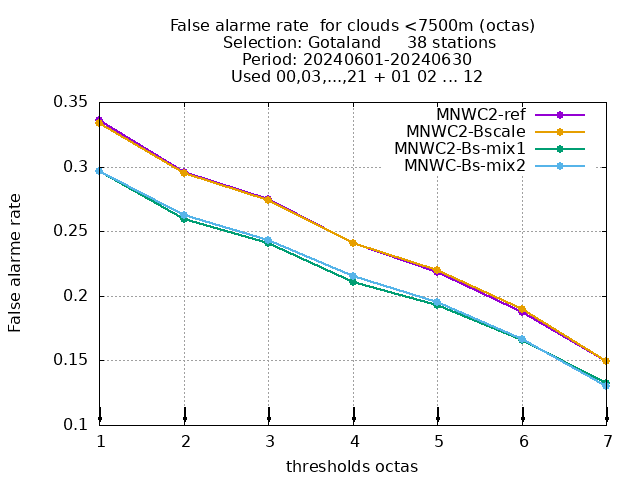 False alarme rate  for clouds <7500m (octas)
Selection: Gotaland     38 stations
Period: 20240601-20240630
Used 00,03,...,21 + 01 02 ... 12
MNWC2-ref
MNWC2-Bscale
MNWC2-Bs-mix1
MNWC-Bs-mix2
False alarme rate
0.35
0.3
0.25
0.2
0.15
0.1
1 2 3 4 5 6 7
thresholds octas